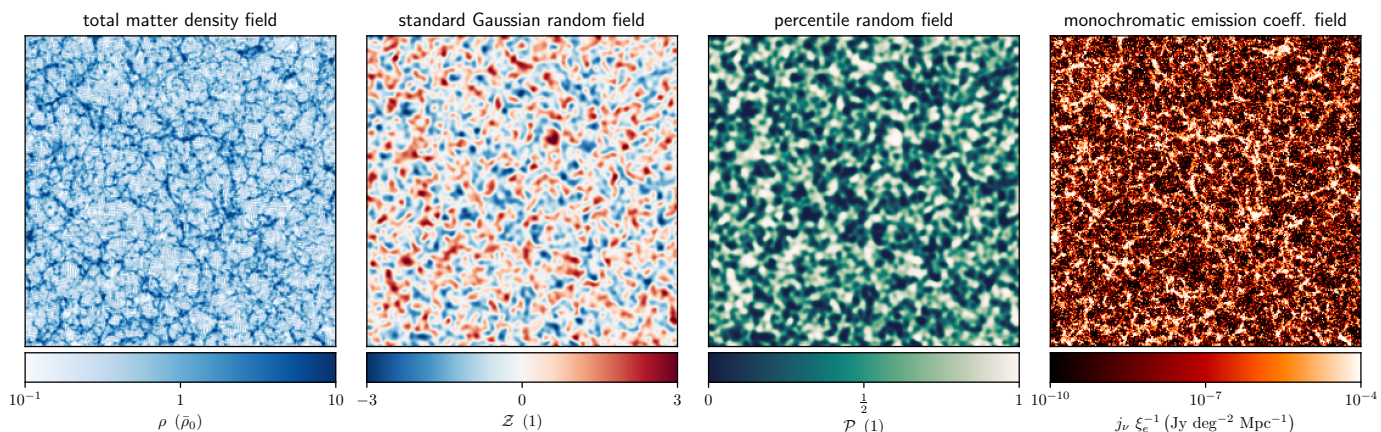 total matter density field
standard Gaussian random field
percentile random field
monochromatic emission coeff. field
10⁻¹ 1 10
−3 0 3
0 1/2 1
10⁻¹⁰ 10⁻⁷ 10⁻⁴
ρ (ρ̄₀)
𝒵 (1)
𝒫 (1)
jν ξₑ⁻¹ (Jy deg⁻² Mpc⁻¹)